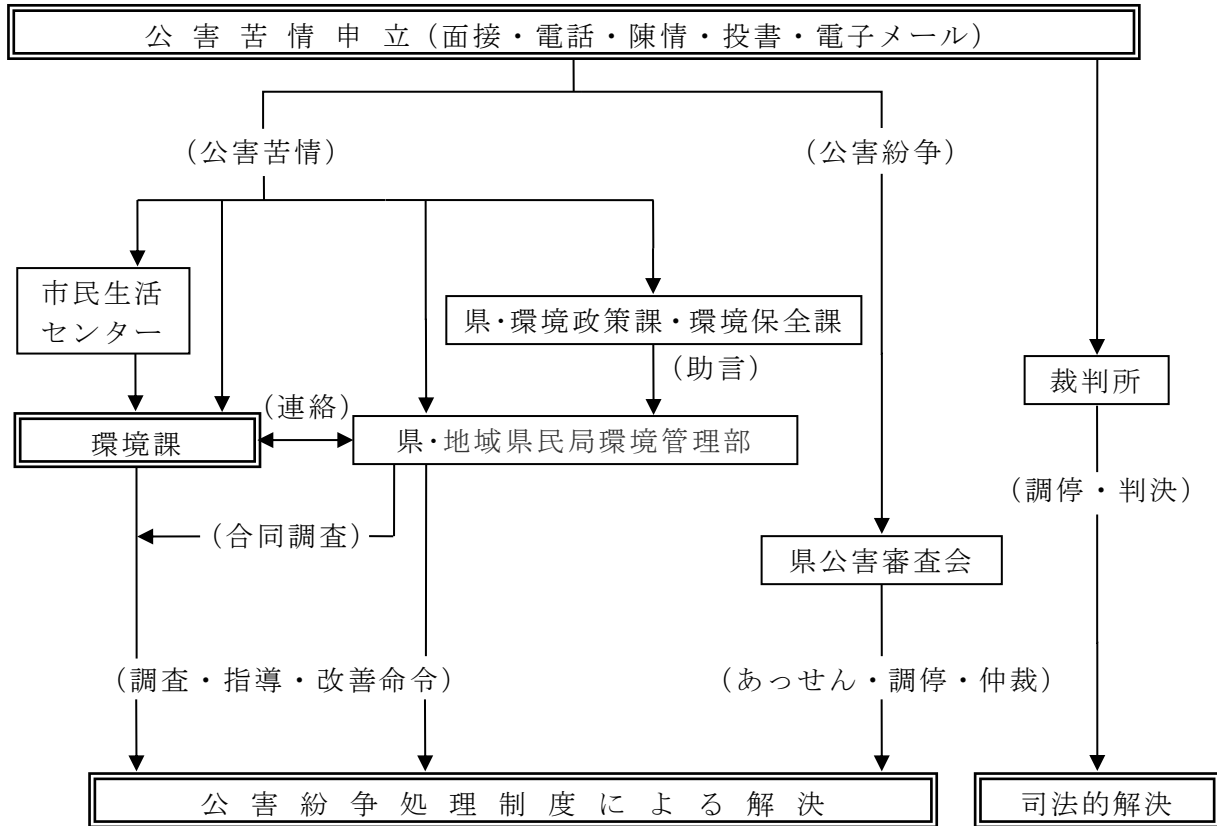 公害苦情申立(面接・電話・陳情・投書・電子メール)
(公害苦情)
(公害紛争)
市民生活
センター
県・環境政策課・環境保全課
(助言)
裁判所
(連絡)
環境課
県・地域県民局環境管理部
(調停・判決)
(合同調査)
県公害審査会
(調査・指導・改善命令)
(あっせん・調停・仲裁)
公害紛争処理制度による解決
司法的解決